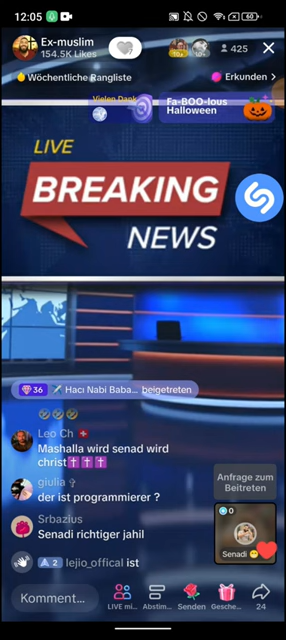 12:05
60
Ex-muslim
154.5K Likes
425
Wöchentliche Rangliste
Erkunden >
Vielen Dank
Fa-BOO-lous
Halloween
LIVE
BREAKING
NEWS
36 Hacı Nabi Baba... beigetreten
Leo Ch
Mashalla wird senad wird
christ
giulia
der ist programmierer ?
Srbazius
Senadi richtiger jahil
2 lejio_offical ist
Anfrage zum
Beitreten
0
Senadi
Komment...
LIVE mi...
Abstim...
Senden
Gesche...
24